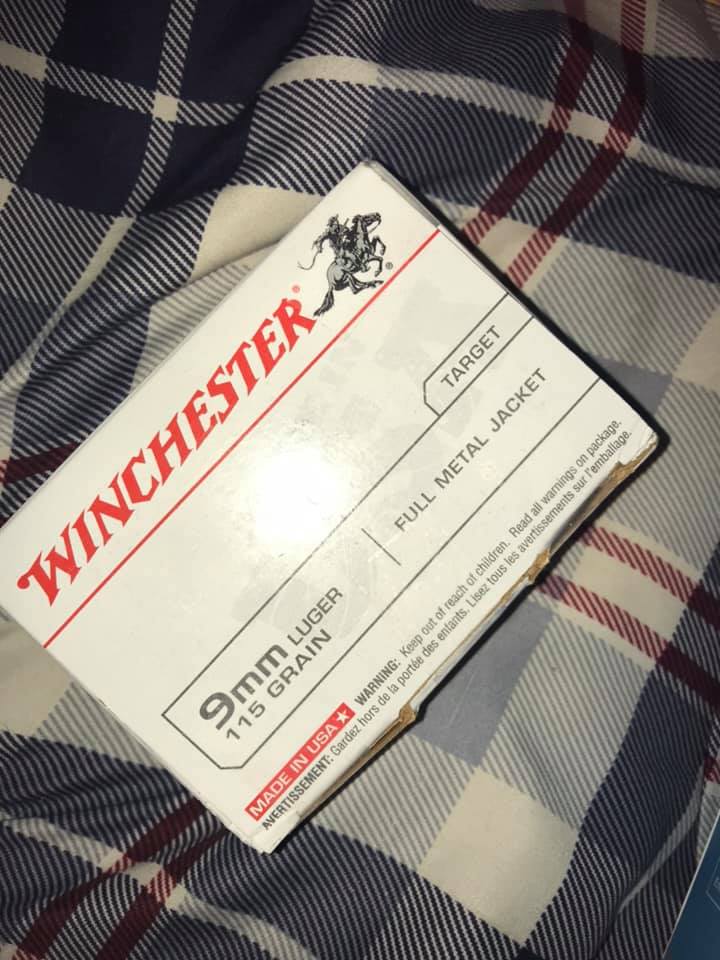 WINCHESTER®
®
TARGET
9mm LUGER
115 GRAIN
FULL METAL JACKET
MADE IN USA
WARNING: Keep out of reach of children. Read all warnings on package.
AVERTISSEMENT: Gardez hors de la portée des enfants. Lisez tous les avertissements sur l'emballage.